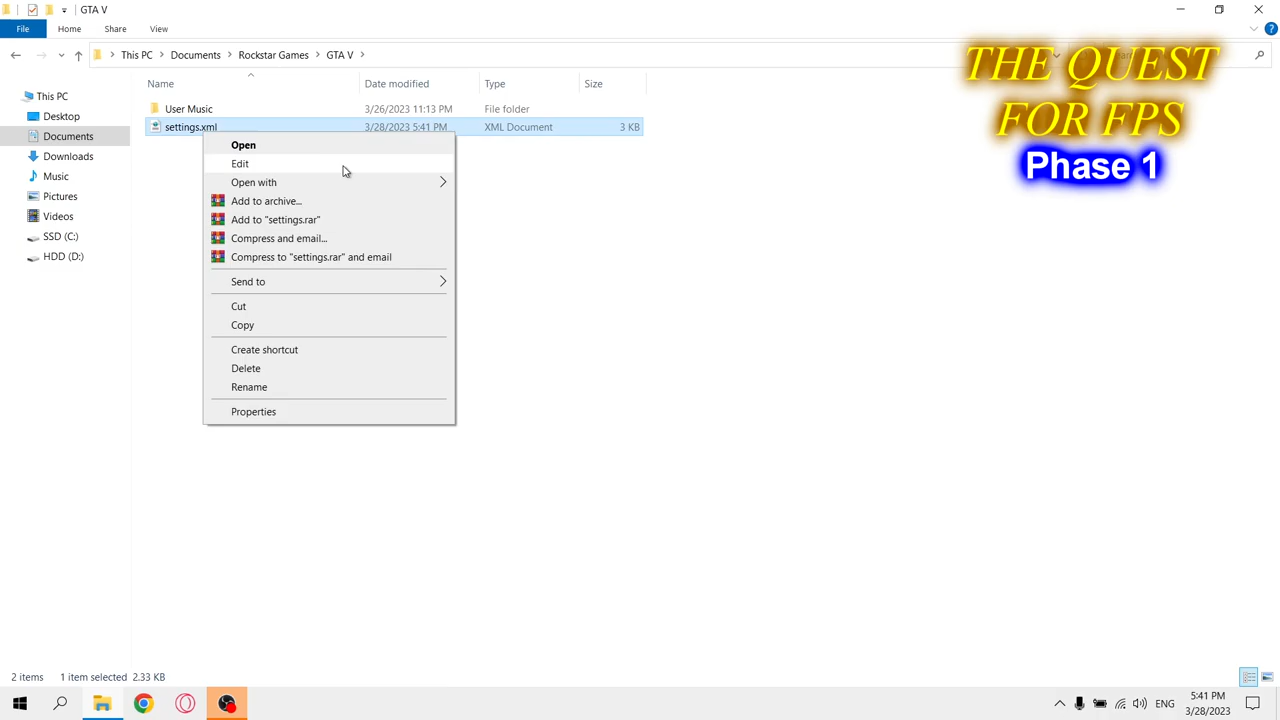 GTA V
File
Home
Share
View
This PC
Documents
Rockstar Games
GTA V
THE QUEST
FOR FPS
Phase 1
Name
Date modified
Type
Size
This PC
Desktop
Documents
Downloads
Music
Pictures
Videos
SSD (C:)
HDD (D:)
User Music
3/26/2023 11:13 PM
File folder
settings.xml
3/28/2023 5:41 PM
XML Document
3 KB
Open
Edit
Open with
Add to archive...
Add to "settings.rar"
Compress and email...
Compress to "settings.rar" and email
Send to
Cut
Copy
Create shortcut
Delete
Rename
Properties
2 items
1 item selected 2.33 KB
ENG
5:41 PM
3/28/2023